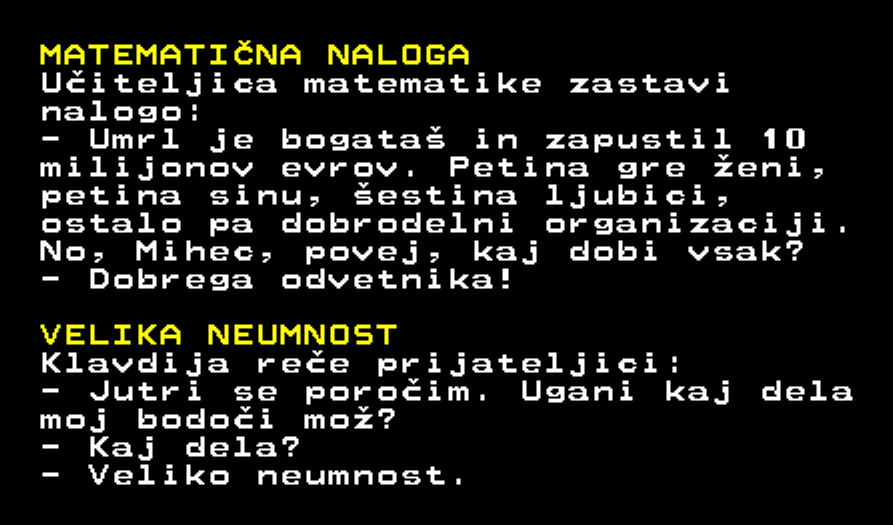 MATEMATIČNA NALOGA
Učiteljica matematike zastavi
nalogo:
- Umrl je bogataš in zapustil 10
milijonov evrov. Petina gre ženi,
petina sinu, šestina ljubici,
ostalo pa dobrodelni organizaciji.
No, Mihec, povej, kaj dobi vsak?
- Dobrega odvetnika!
VELIKA NEUMNOST
Klavdija reče prijateljici:
- Jutri se poročim. Ugani kaj dela
moj bodoči mož?
- Kaj dela?
- Veliko neumnost.